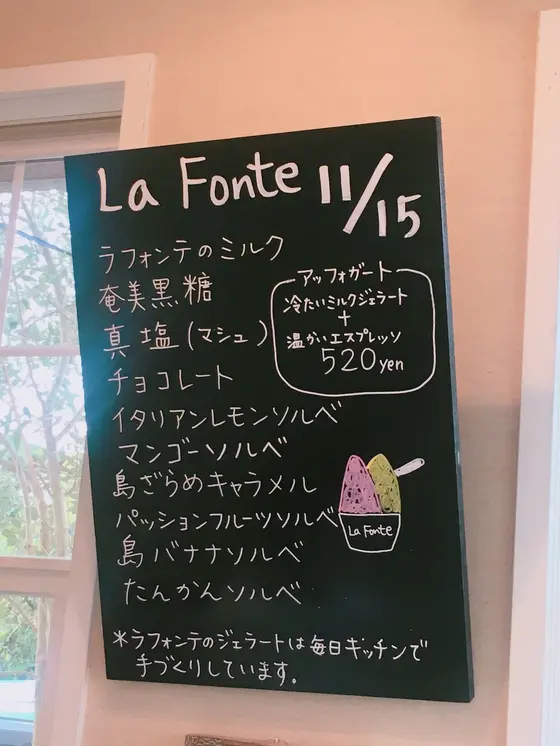 La Fonte 11/15
ラフォンテのミルク
奄美黒糖
真塩(マシュ)
チョコレート
イタリアンレモンソルベ
マンゴーソルベ
島ざらめキャラメル
パッションフルーツソルベ
島バナナソルベ
たんかんソルベ
アッフォガート
冷たいミルクジェラート
+
温かいエスプレッソ
520yen
La Fonte
*ラフォンテのジェラートは毎日キッチンで
手づくりしています。